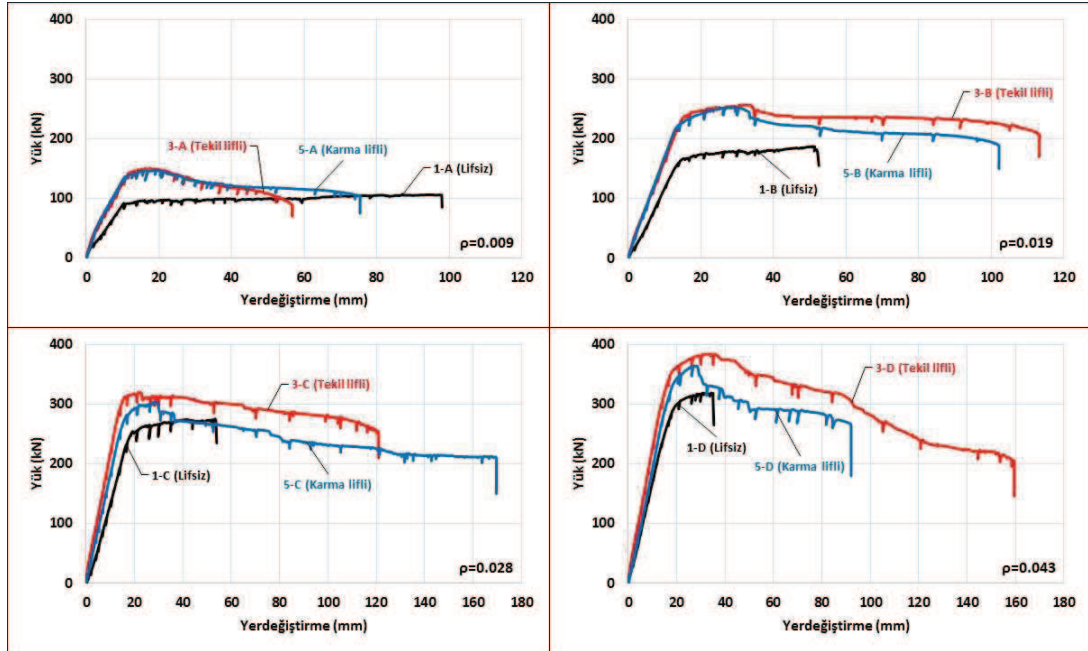 400
300
200
100
0
Yük (kN)
3-A (Tekil lifli)
5-A (Karma lifli)
1-A (Lifsiz)
ρ=0.009
0 20 40 60 80 100 120
Yerdeğiştirme (mm)
400
300
200
100
0
Yük (kN)
3-B (Tekil lifli)
5-B (Karma lifli)
1-B (Lifsiz)
ρ=0.019
0 20 40 60 80 100 120
Yerdeğiştirme (mm)
400
300
200
100
0
Yük (kN)
3-C (Tekil lifli)
1-C (Lifsiz)
5-C (Karma lifli)
ρ=0.028
0 20 40 60 80 100 120 140 160 180
Yerdeğiştirme (mm)
400
300
200
100
0
Yük (kN)
3-D (Tekil lifli)
1-D (Lifsiz)
5-D (Karma lifli)
ρ=0.043
0 20 40 60 80 100 120 140 160 180
Yerdeğiştirme (mm)